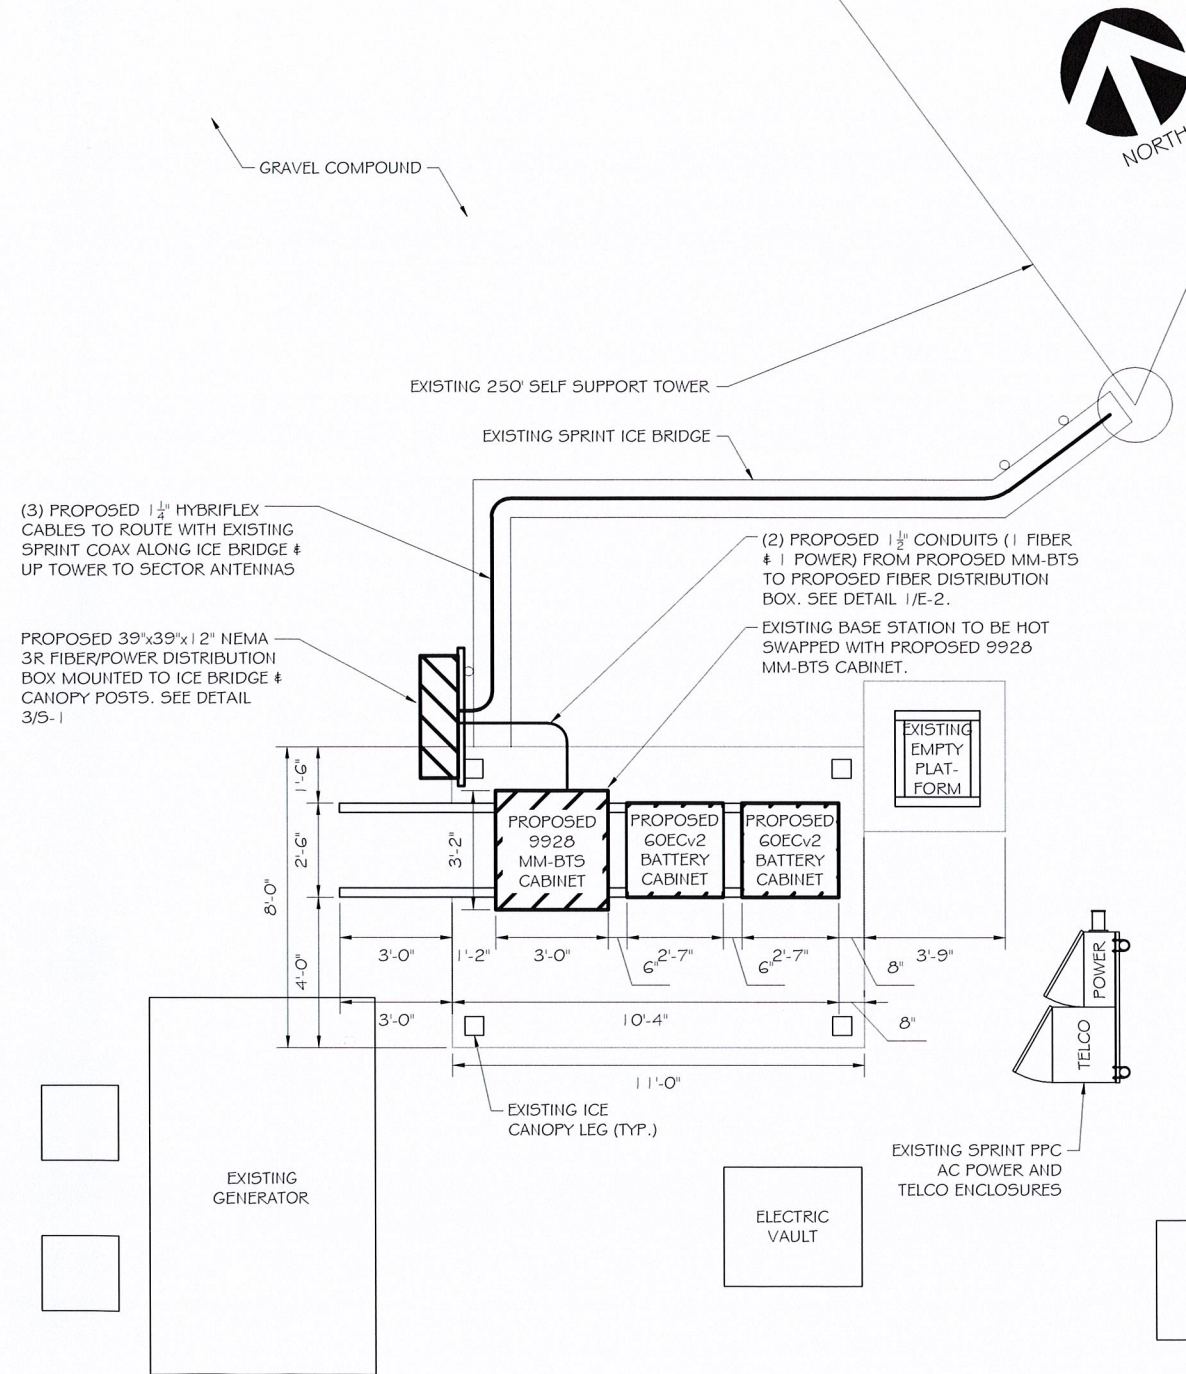 NORTH
GRAVEL COMPOUND
EXISTING 250' SELF SUPPORT TOWER
EXISTING SPRINT ICE BRIDGE
(3) PROPOSED 1 1/4" HYBRIFLEX
CABLES TO ROUTE WITH EXISTING
SPRINT COAX ALONG ICE BRIDGE &
UP TOWER TO SECTOR ANTENNAS
(2) PROPOSED 1 1/2" CONDUITS (1 FIBER
& 1 POWER) FROM PROPOSED MM-BTS
TO PROPOSED FIBER DISTRIBUTION
BOX. SEE DETAIL 1/E-2.
PROPOSED 39"x39"x12" NEMA
3R FIBER/POWER DISTRIBUTION
BOX MOUNTED TO ICE BRIDGE &
CANOPY POSTS. SEE DETAIL
3/S-1
EXISTING BASE STATION TO BE HOT
SWAPPED WITH PROPOSED 9928
MM-BTS CABINET.
EXISTING
EMPTY
PLAT-
FORM
1'-6"
2'-6"
8'-0"
4'-0"
3'-2"
PROPOSED
9928
MM-BTS
CABINET
PROPOSED
60ECv2
BATTERY
CABINET
PROPOSED
60ECv2
BATTERY
CABINET
3'-0"
1'-2"
3'-0"
6"
2'-7"
6"
2'-7"
8"
3'-9"
3'-0"
10'-4"
8"
11'-0"
POWER
TELCO
EXISTING ICE
CANOPY LEG (TYP.)
EXISTING SPRINT PPC
AC POWER AND
TELCO ENCLOSURES
EXISTING
GENERATOR
ELECTRIC
VAULT